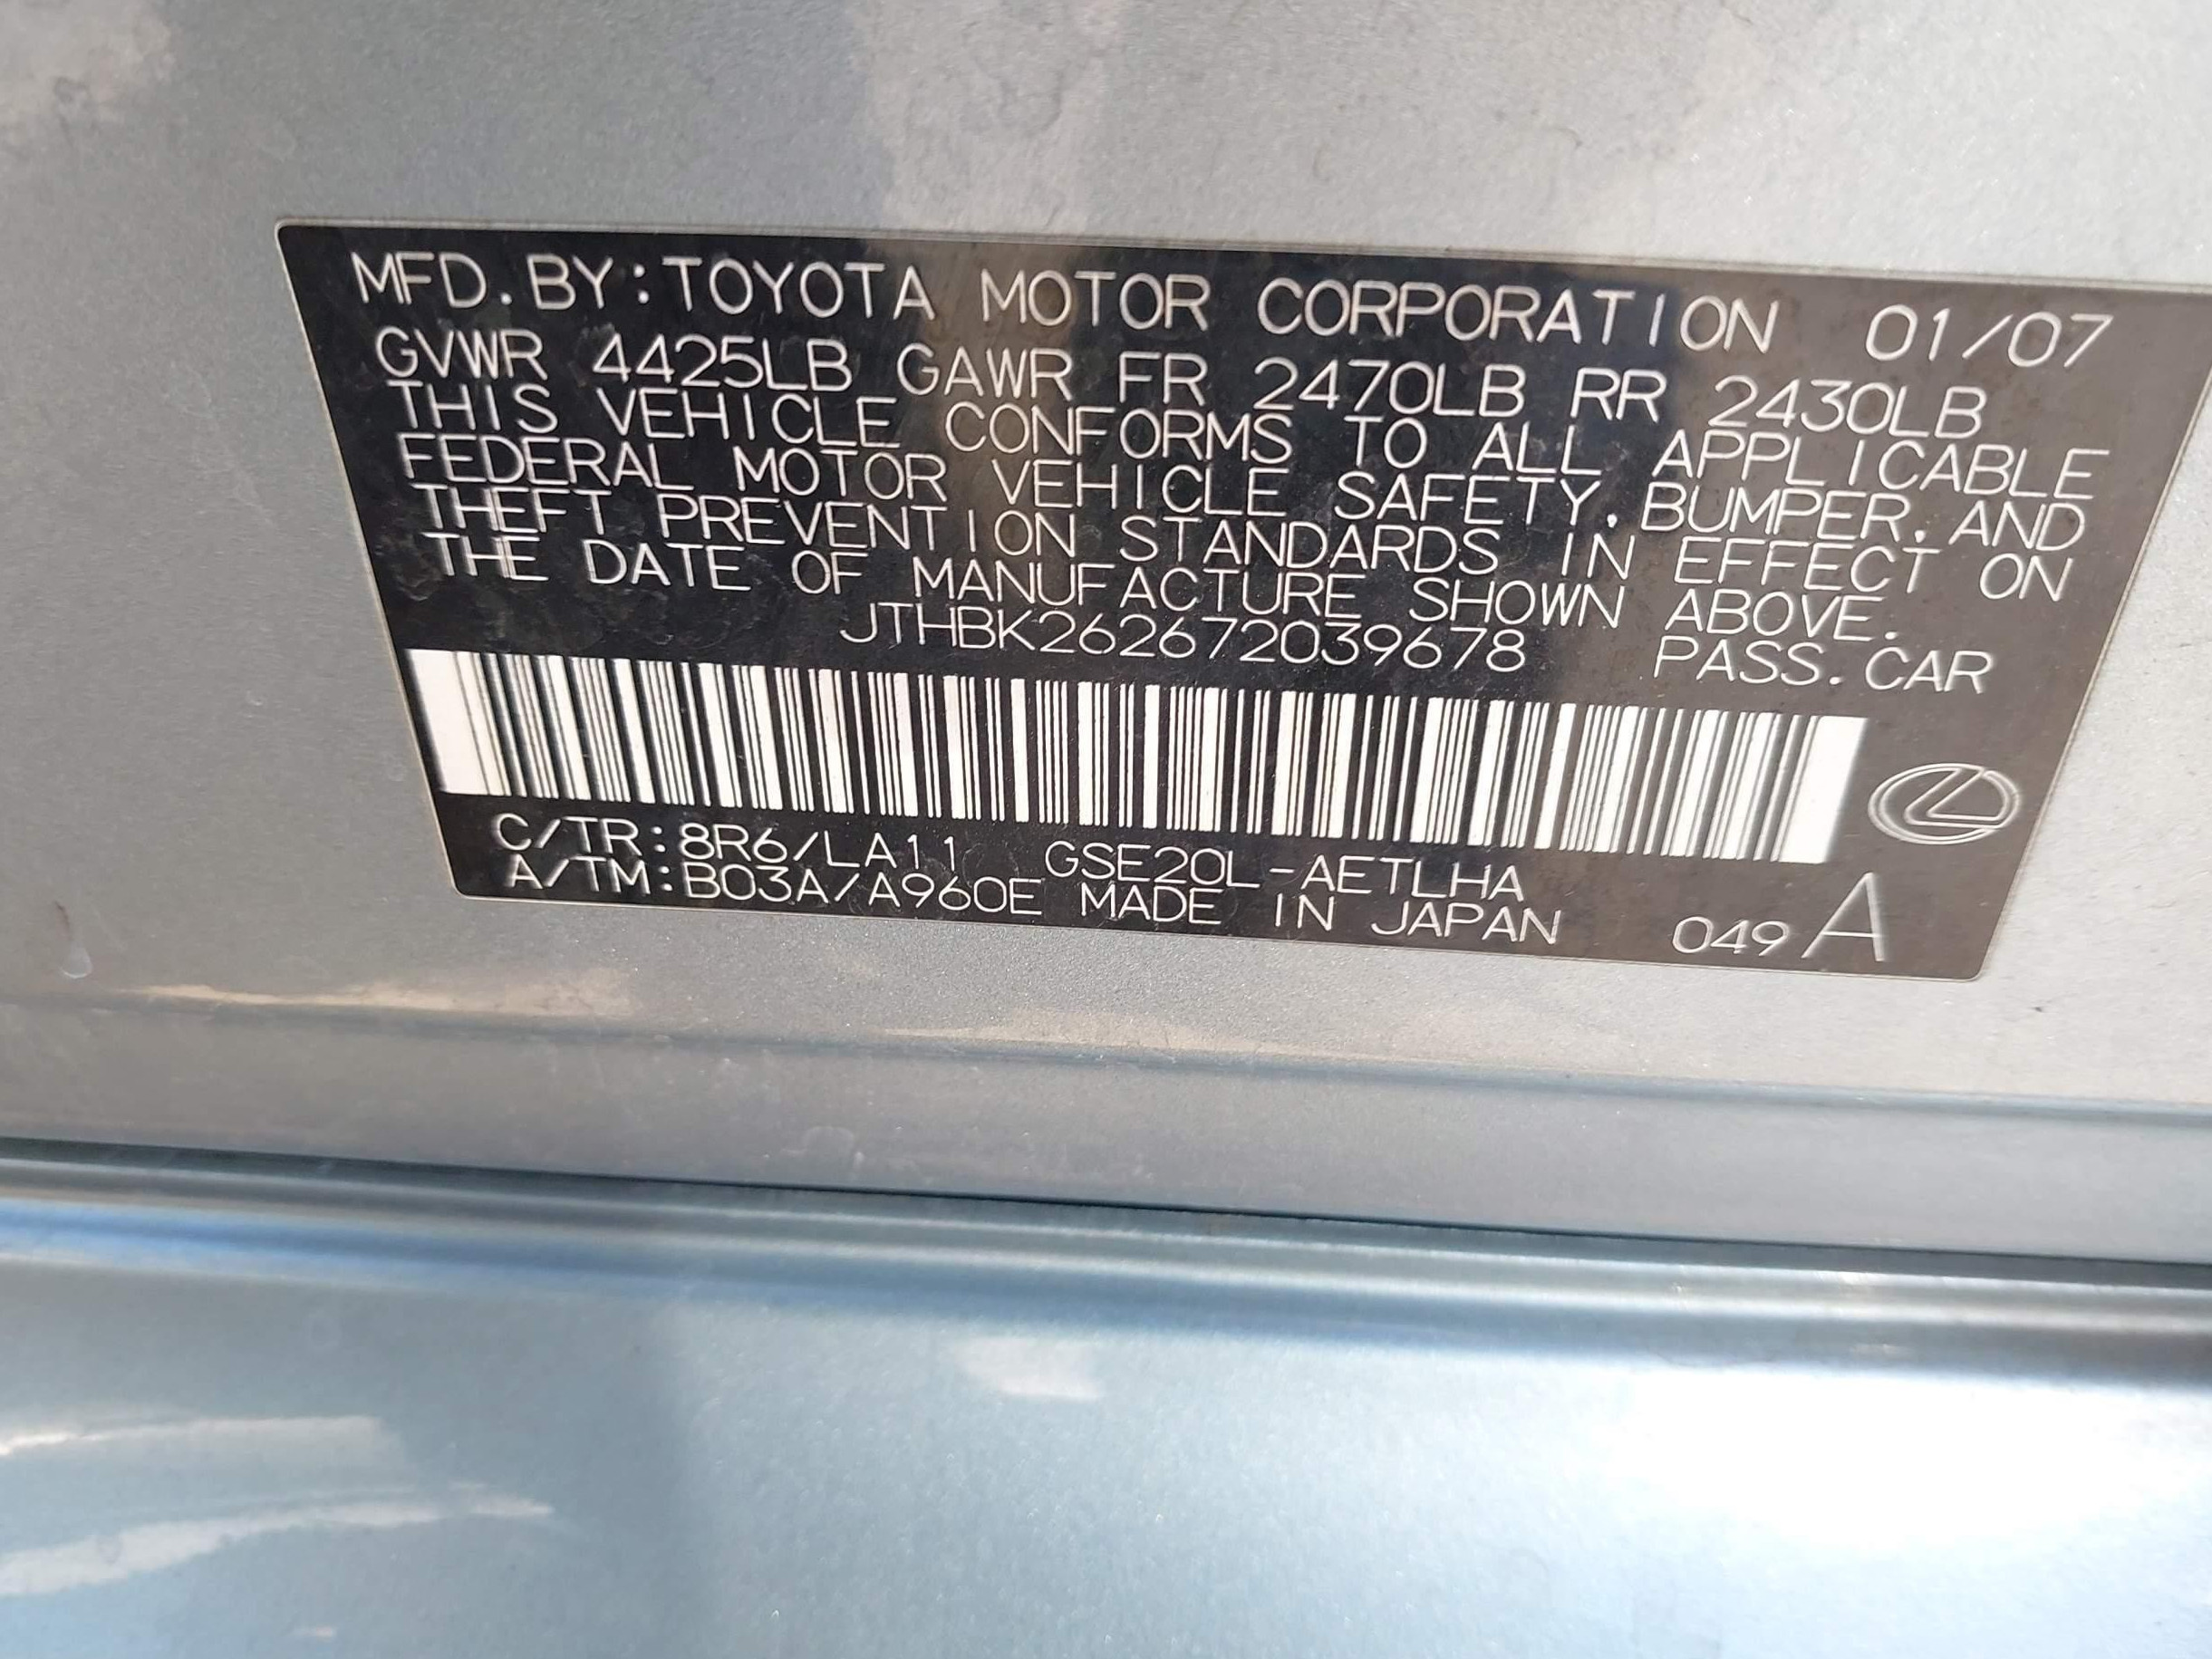 MFD. BY: TOYOTA MOTOR CORPORATION 01/07
GVWR 4425LB GAWR FR 2470LB RR 2430LB
THIS VEHICLE CONFORMS TO ALL APPLICABLE
FEDERAL MOTOR VEHICLE SAFETY, BUMPER, AND
THEFT PREVENTION STANDARDS IN EFFECT ON
THE DATE OF MANUFACTURE SHOWN ABOVE.
JTHBK262672039678 PASS. CAR
C/TR: 8R6/LA11 GSE20L-AETLHA
A/TM: B03A/A960E MADE IN JAPAN 049 A